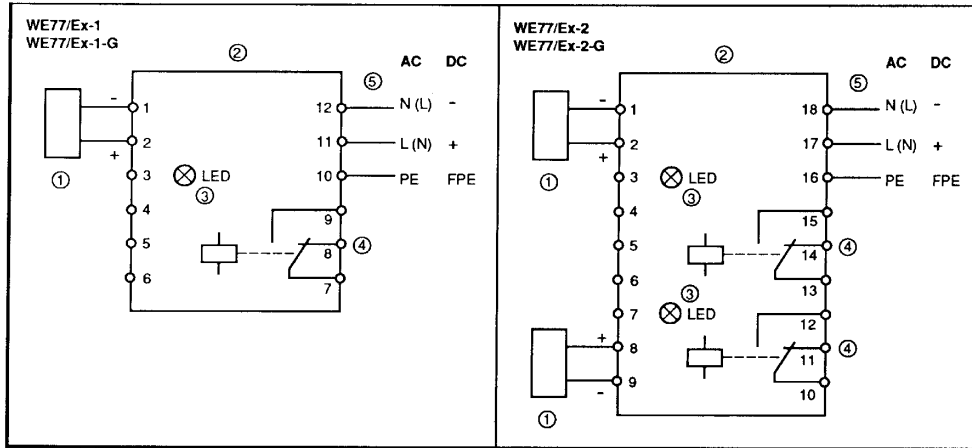 WE77/Ex-1
WE77/Ex-1-G
②
⑤ AC DC
- 1 12 N (L) -
2 11 L (N) +
+
① 3 LED 10 PE FPE
③
4 9
5 8 ④
6 7
WE77/Ex-2
WE77/Ex-2-G
②
⑤ AC DC
- 1 18 N (L) -
2 17 L (N) +
+
① 3 LED 16 PE FPE
③
4 15
5 14 ④
6 13
③
7 LED 12
+ 8 11 ④
9 10
-
①